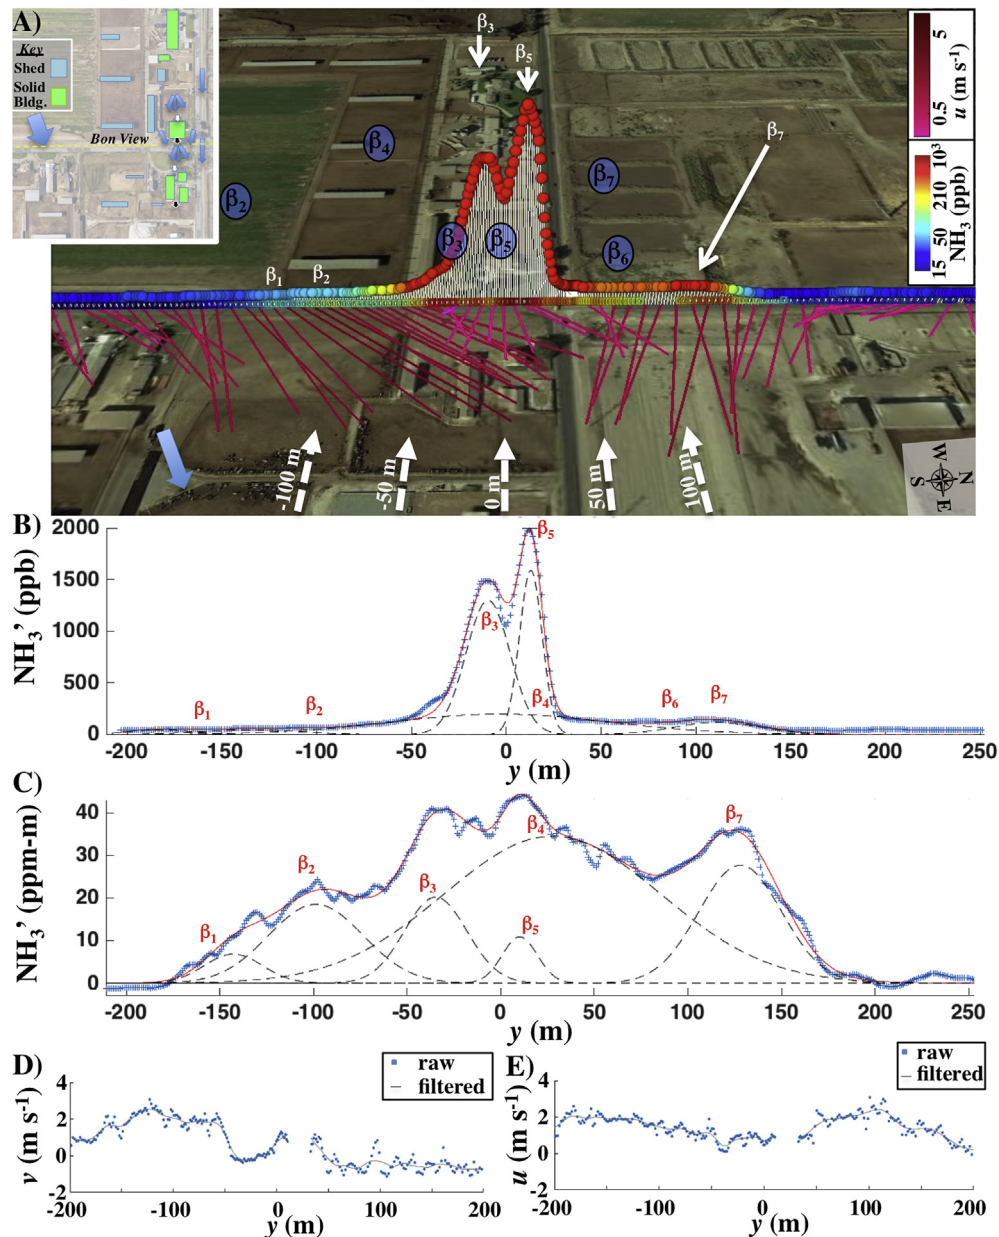 A)
Key
Shed
Solid
Bldg.
Bon View
β3
β5
β7
β4
β2
β7
β3
β5
β6
β1
β2
5
0.5
u (m s-1)
10³
210
50
15
NH3 (ppb)
-100 m
-50 m
0 m
50 m
100 m
W
N
S
E
B)
NH3’ (ppb)
2000
1500
1000
500
0
β5
β3
β4
β1
β2
β6
β7
-200
-150
-100
-50
0
50
100
150
200
250
y (m)
C)
NH3’ (ppm-m)
40
30
20
10
0
β1
β2
β3
β4
β5
β7
-200
-150
-100
-50
0
50
100
150
200
250
y (m)
D)
raw
filtered
v (m s-1)
4
2
0
-2
-200
-100
0
100
200
y (m)
E)
raw
filtered
u (m s-1)
4
2
0
-2
-200
-100
0
100
200
y (m)